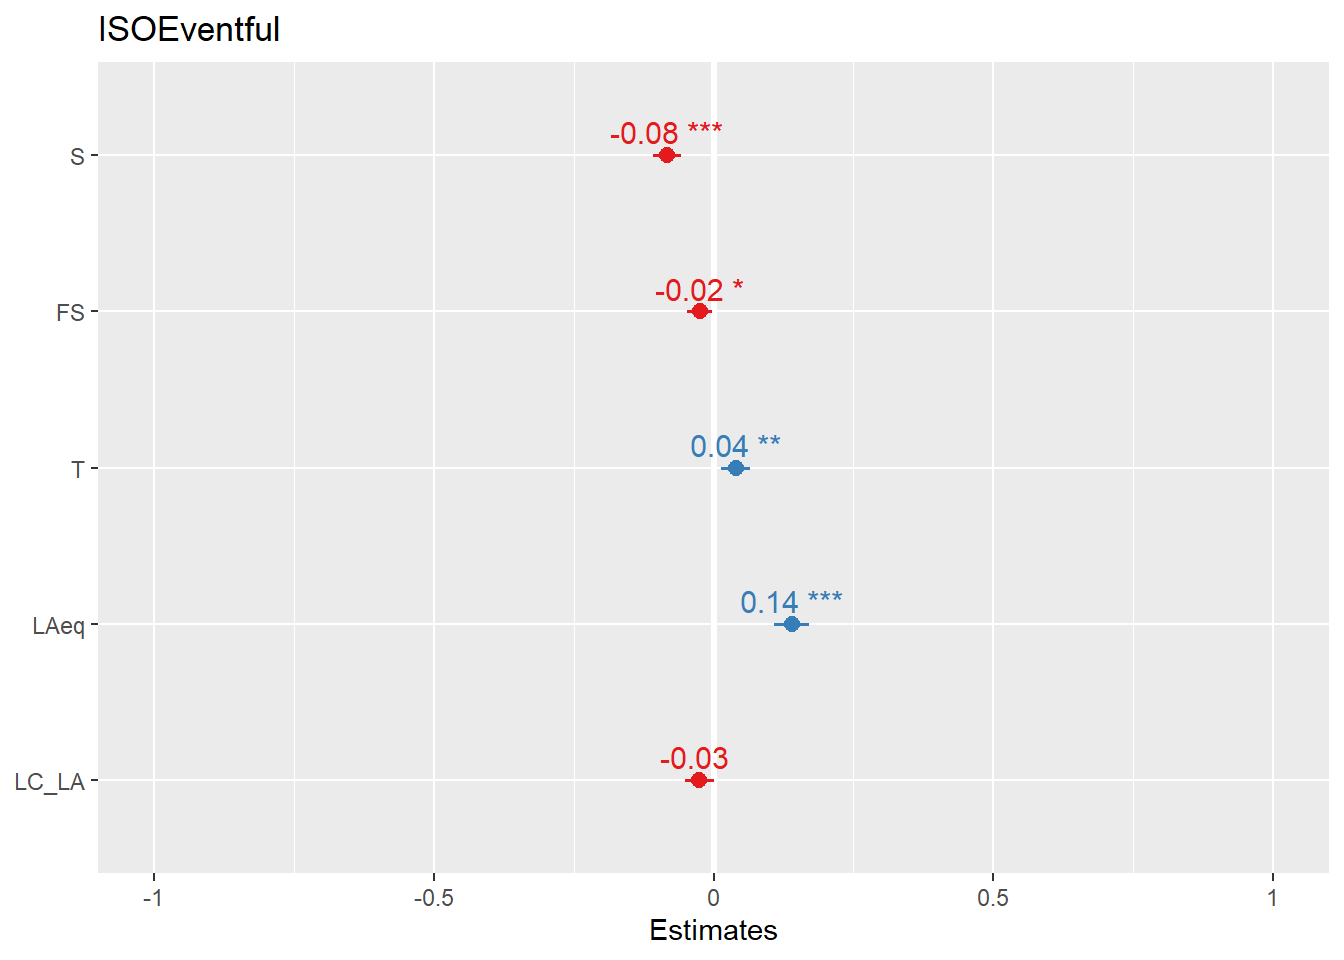 ISOEventful
S
-0.08 ***
FS
-0.02 *
T
0.04 **
LAeq
0.14 ***
LC_LA
-0.03
-1 -0.5 0 0.5 1
Estimates